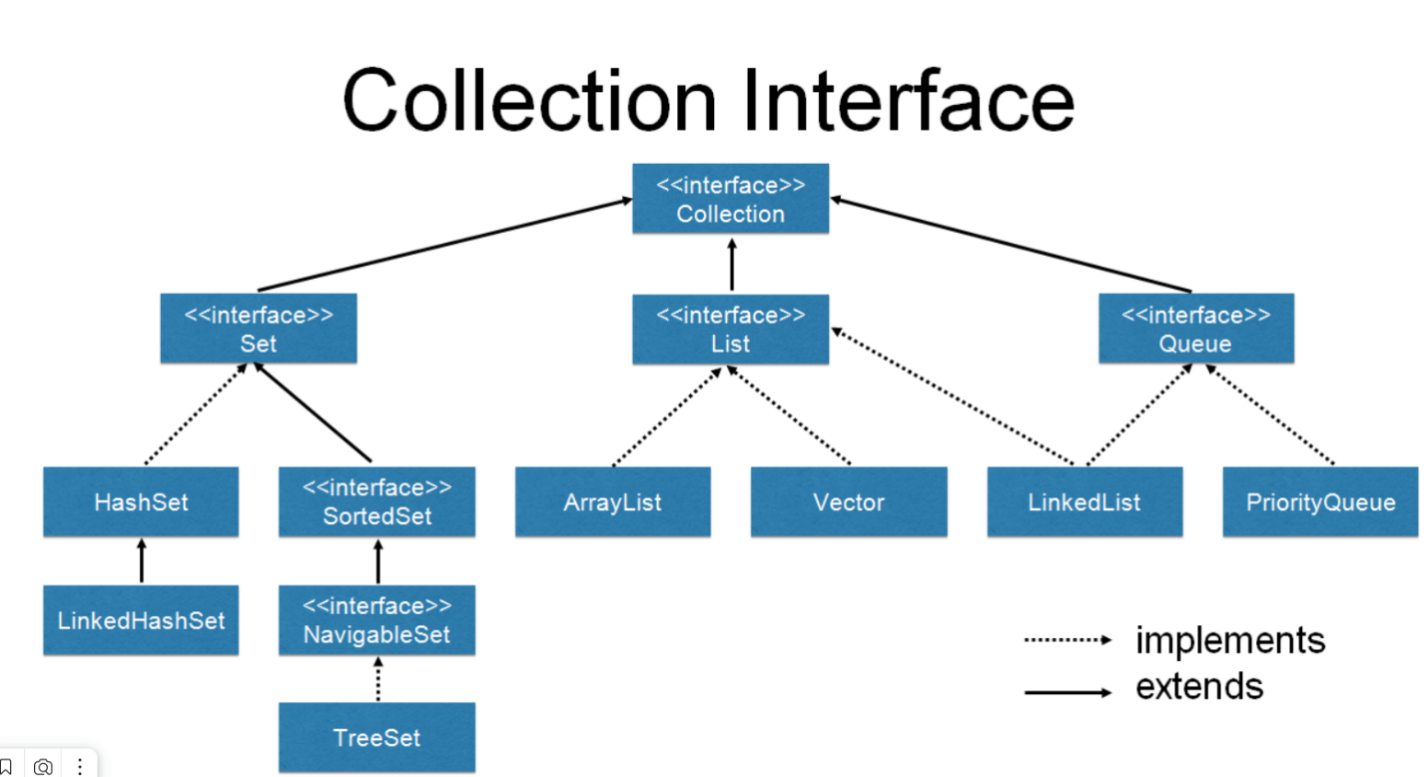 Collection Interface
<<interface>>
Collection
<<interface>>
Set
<<interface>>
List
<<interface>>
Queue
HashSet
<<interface>>
SortedSet
ArrayList
Vector
LinkedList
PriorityQueue
LinkedHashSet
<<interface>>
NavigableSet
TreeSet
implements
extends